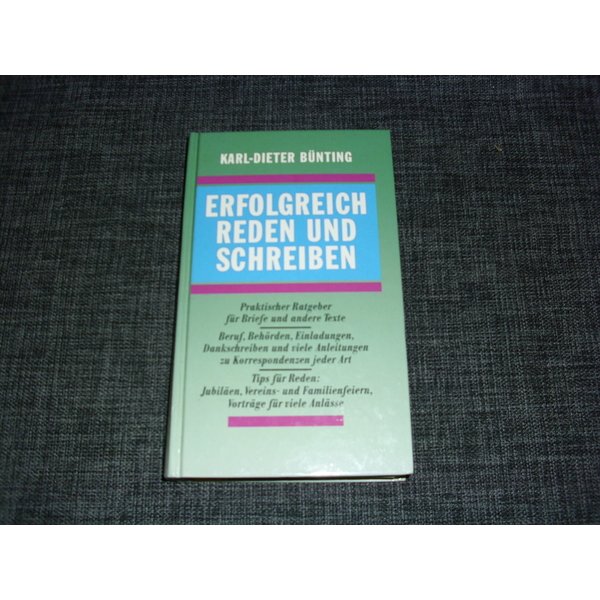 KARL-DIETER BÜNTING
ERFOLGREICH
REDEN UND
SCHREIBEN
Praktischer Ratgeber
für Briefe und andere Texte
Beruf, Behörden, Einladungen,
Dankschreiben und viele Anleitungen
zu Korrespondenzen jeder Art
Tips für Reden:
Jubiläen, Vereins- und Familienfeiern,
Vorträge für viele Anlässe